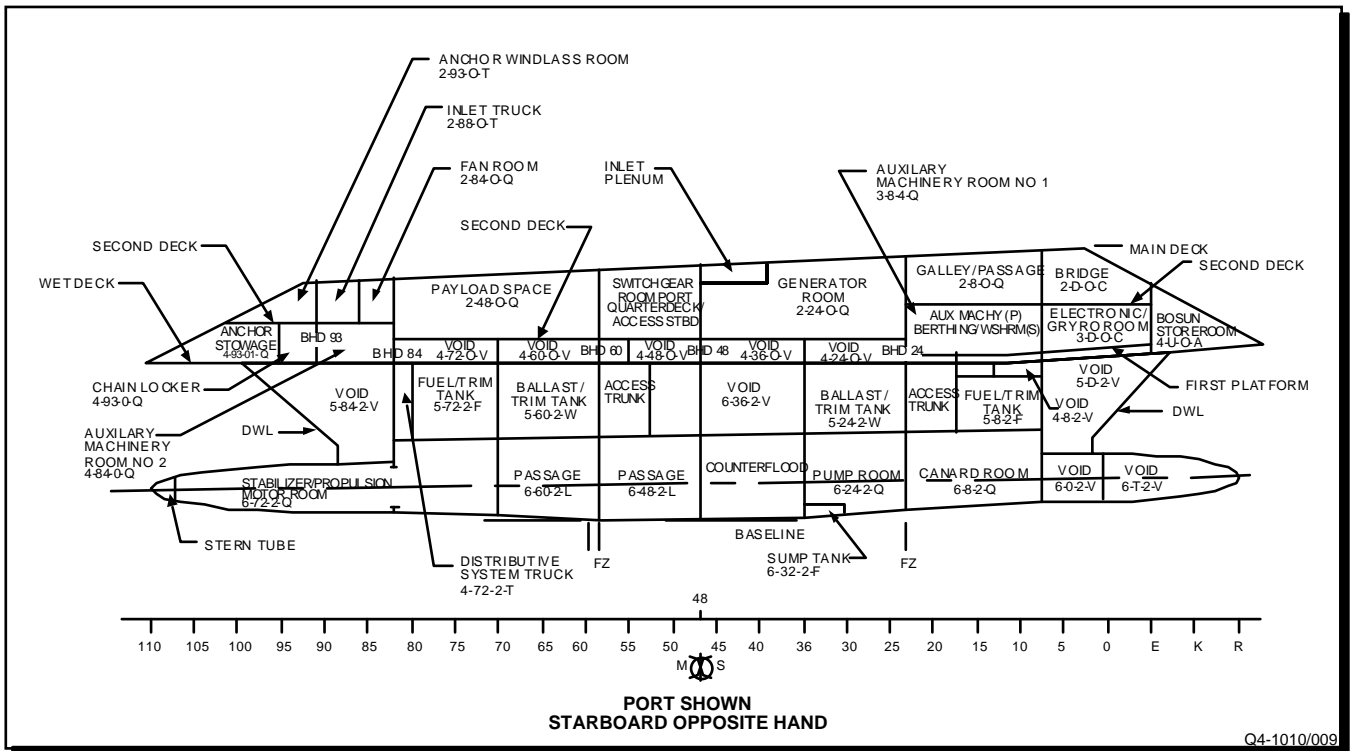 ANCHOR WINDLASS ROOM
2-93-O-T
INLET TRUCK
2-88-O-T
FAN ROOM
2-84-O-Q
INLET
PLENUM
AUXILARY
MACHINERY ROOM NO 1
3-8-4-Q
SECOND DECK
SECOND DECK
MAIN DECK
SECOND DECK
WET DECK
PAYLOAD SPACE
2-48-O-Q
SWITCH GEAR
ROOM PORT
QUARTERDECK/
ACCESS STBD
GENERATOR
ROOM
2-24-O-Q
GALLEY/PASSAGE
2-8-O-Q
BRIDGE
2-D-O-C
ANCHOR
STOWAGE
4-93-01-Q
BHD 93
AUX MACHY (P)
BERTHING/WSHRM(S)
ELECTRONIC/
GRYRO ROOM
3-D-O-C
BOSUN
STOREROOM
4-U-O-A
BHD 84
VOID
4-72-O-V
VOID
4-60-O-V
BHD 60
VOID
4-48-O-V
BHD 48
VOID
4-36-O-V
VOID
4-24-O-V
BHD 24
CHAIN LOCKER
4-93-0-Q
VOID
5-84-2-V
FUEL/TRIM
TANK
5-72-2-F
BALLAST/
TRIM TANK
5-60-2-W
ACCESS
TRUNK
VOID
6-36-2-V
BALLAST/
TRIM TANK
5-24-2-W
ACCESS
TRUNK
FUEL/TRIM
TANK
5-8-2-F
VOID
4-8-2-V
VOID
5-D-2-V
FIRST PLATFORM
DWL
DWL
AUXILARY
MACHINERY
ROOM NO 2
4-84-0-Q
STABILIZER/PROPULSION
MOTOR ROOM
6-72-2-Q
PASSAGE
6-60-2-L
PASSAGE
6-48-2-L
COUNTERFLOOD
PUMP ROOM
6-24-2-Q
CANARD ROOM
6-8-2-Q
VOID
6-0-2-V
VOID
6-T-2-V
STERN TUBE
DISTRIBUTIVE
SYSTEM TRUCK
4-72-2-T
FZ
BASELINE
SUMP TANK
6-32-2-F
FZ
48
110 105 100 95 90 85 80 75 70 65 60 55 50 45 40 36 30 25 20 15 10 5 0 E K R
M S
PORT SHOWN
STARBOARD OPPOSITE HAND
Q4-1010/009